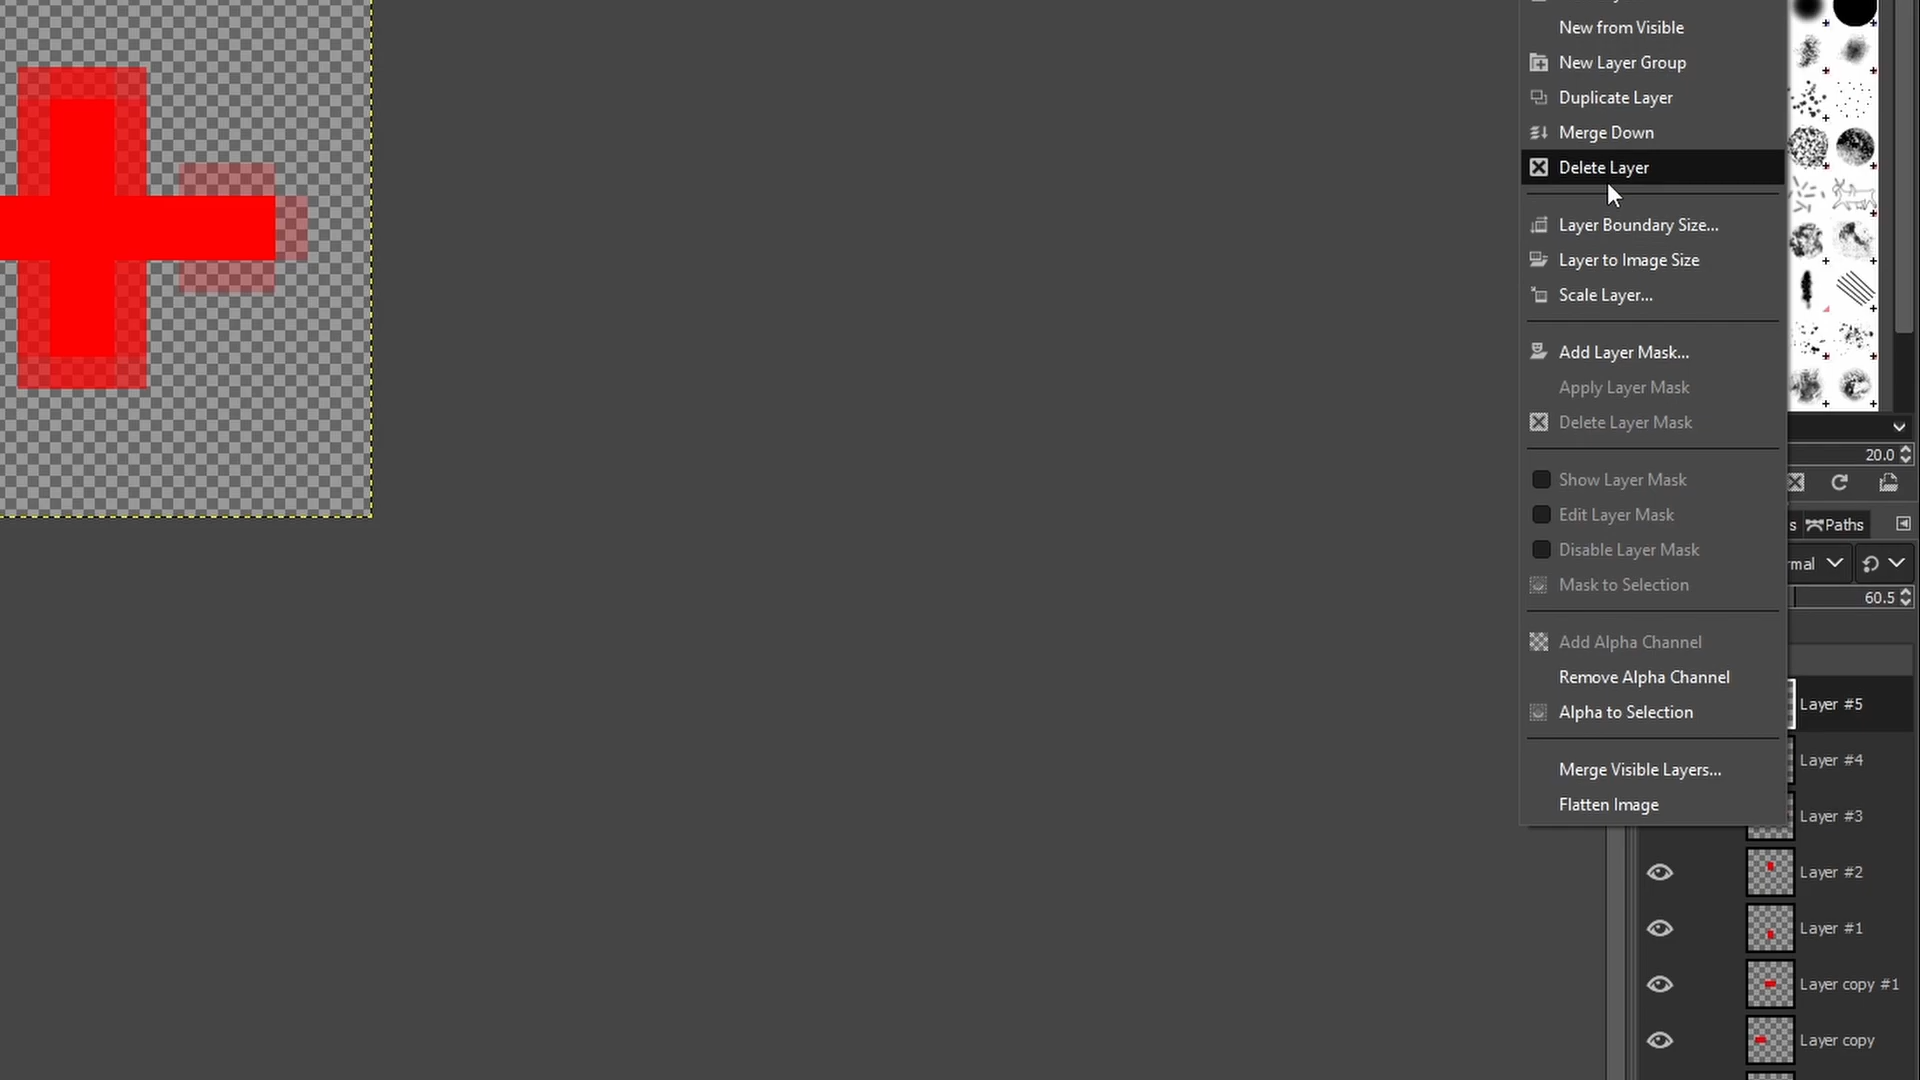 New from Visible
New Layer Group
Duplicate Layer
Merge Down
Delete Layer
Layer Boundary Size...
Layer to Image Size
Scale Layer...
Add Layer Mask...
Apply Layer Mask
Delete Layer Mask
20.0
Show Layer Mask
Edit Layer Mask
Paths
Disable Layer Mask
Mask to Selection
60.5
Add Alpha Channel
Remove Alpha Channel
Alpha to Selection
Layer #5
Merge Visible Layers...
Layer #4
Flatten Image
Layer #3
Layer #2
Layer #1
Layer copy #1
Layer copy